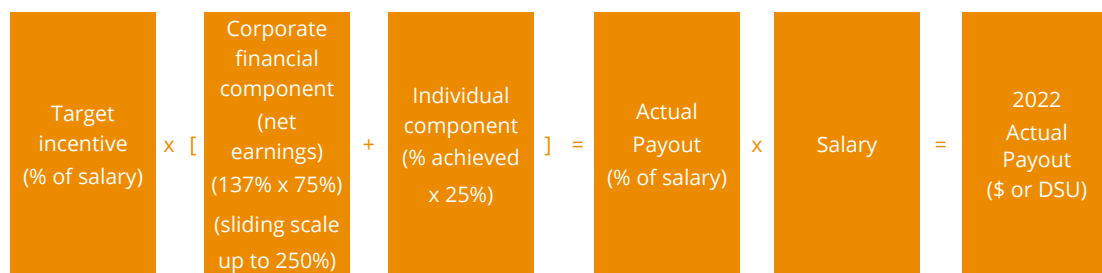 Target
incentive
(% of salary)
x
[
Corporate
financial
component
(net
earnings)
(137% x 75%)
(sliding scale
up to 250%)
+
Individual
component
(% achieved
x 25%)
]
=
Actual
Payout
(% of salary)
x
Salary
=
2022
Actual
Payout
($ or DSU)